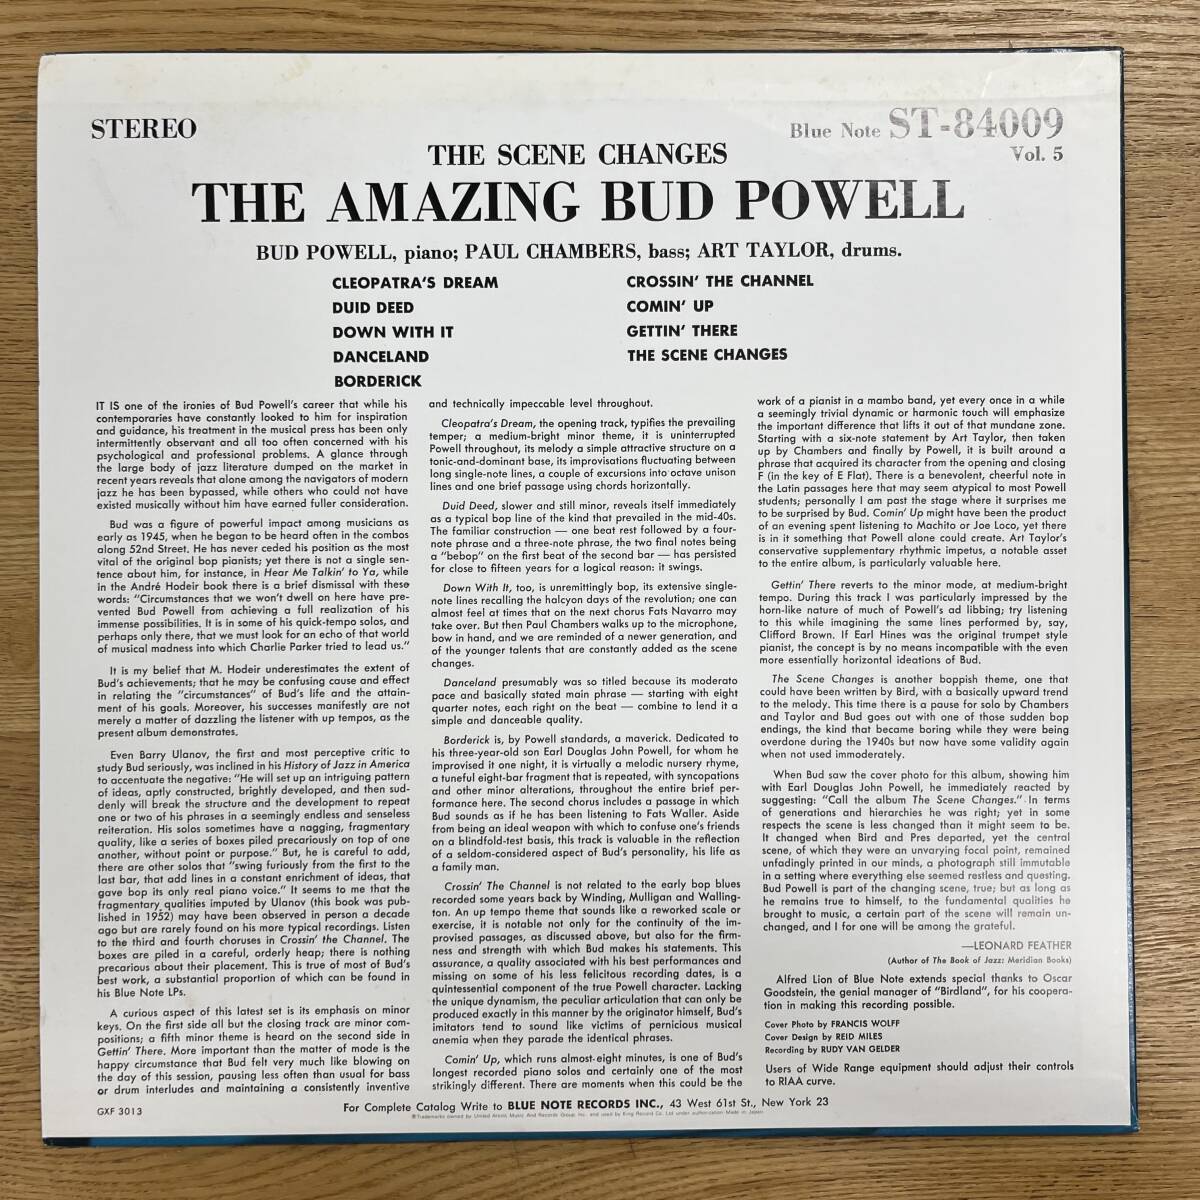 STEREO
Blue Note ST-84009
Vol. 5
THE SCENE CHANGES
THE AMAZING BUD POWELL
BUD POWELL, piano; PAUL CHAMBERS, bass; ART TAYLOR, drums.
CLEOPATRA'S DREAM
DUID DEED
DOWN WITH IT
DANCELAND
BORDERICK
CROSSIN' THE CHANNEL
COMIN' UP
GETTIN' THERE
THE SCENE CHANGES
IT IS one of the ironies of Bud Powell's career that while his
contemporaries have constantly looked to him for inspiration
and guidance, his treatment in the musical press has been only
intermittently observant and all too often concerned with his
psychological and professional problems. A glance through
the large body of jazz literature dumped on the market in
recent years reveals that alone among the navigators of modern
jazz he has been bypassed, while others who could not have
existed musically without him have earned fuller consideration.
Bud was a figure of powerful impact among musicians as
early as 1945, when he began to be heard often in the combos
along 52nd Street. He has never ceded his position as the most
vital of the original bop pianists; yet there is not a single sen-
tence about him, for instance, in Hear Me Talkin' to Ya, while
in the André Hodeir book there is a brief dismissal with these
words: "Circumstances that we won't dwell on here have pre-
vented Bud Powell from achieving a full realization of his
immense possibilities. It is in some of his quick-tempo solos, and
perhaps only there, that we must look for an echo of that world
of musical madness into which Charlie Parker tried to lead us."
It is my belief that M. Hodeir underestimates the extent of
Bud's achievements; that he may be confusing cause and effect
in relating the "circumstances" of Bud's life and the attain-
ment of his goals. Moreover, his successes manifestly are not
merely a matter of dazzling the listener with up tempos, as the
present album demonstrates.
Even Barry Ulanov, the first and most perceptive critic to
study Bud seriously, was inclined in his History of Jazz in America
to accentuate the negative: "He will set up an intriguing pattern
of ideas, aptly constructed, brightly developed, and then sud-
denly will break the structure and the development to repeat
one or two of his phrases in a seemingly endless and senseless
reiteration. His solos sometimes have a nagging, fragmentary
quality, like a series of boxes piled precariously on top of one
another, without point or purpose." But, he is careful to add,
there are other solos that "swing furiously from the first to the
last bar, that add lines in a constant enrichment of ideas, that
gave bop its only real piano voice." It seems to me that the
fragmentary qualities imputed by Ulanov (this book was pub-
lished in 1952) may have been observed in person a decade
ago but are rarely found on his more typical recordings. Listen
to the third and fourth choruses in Crossin' the Channel. The
boxes are piled in a careful, orderly heap; there is nothing
precarious about their placement. This is true of most of Bud's
best work, a substantial proportion of which can be found in
his Blue Note LPs.
A curious aspect of this latest set is its emphasis on minor
keys. On the first side all but the closing track are minor com-
positions; a fifth minor theme is heard on the second side in
Gettin' There. More important than the matter of mode is the
happy circumstance that Bud felt very much like blowing on
the day of this session, pausing less often than usual for bass
or drum interludes and maintaining a consistently inventive
and technically impeccable level throughout.
Cleopatra's Dream, the opening track, typifies the prevailing
temper; a medium-bright minor theme, it is uninterrupted
Powell throughout, its melody a simple attractive structure on a
tonic-and-dominant base, its improvisations fluctuating between
long single-note lines, a couple of excursions into octave unison
lines and one brief passage using chords horizontally.
Duid Deed, slower and still minor, reveals itself immediately
as a typical bop line of the kind that prevailed in the mid-40s.
The familiar construction — one beat rest followed by a four-
note phrase and a three-note phrase, the two final notes being
a "bebop" on the first beat of the second bar — has persisted
for close to fifteen years for a logical reason: it swings.
Down With It, too, is unremittingly bop, its extensive single-
note lines recalling the halcyon days of the revolution; one can
almost feel at times that on the next chorus Fats Navarro may
take over. But then Paul Chambers walks up to the microphone,
bow in hand, and we are reminded of a newer generation, and
of the younger talents that are constantly added as the scene
changes.
Danceland presumably was so titled because its moderato
pace and basically stated main phrase — starting with eight
quarter notes, each right on the beat — combine to lend it a
simple and danceable quality.
Borderick is, by Powell standards, a maverick. Dedicated to
his three-year-old son Earl Douglas John Powell, for whom he
improvised it one night, it is virtually a melodic nursery rhyme,
a tuneful eight-bar fragment that is repeated, with syncopations
and other minor alterations, throughout the entire brief per-
formance here. The second chorus includes a passage in which
Bud sounds as if he has been listening to Fats Waller. Aside
from being an ideal weapon with which to confuse one's friends
on a blindfold-test basis, this track is valuable in the reflection
of a seldom-considered aspect of Bud's personality, his life as
a family man.
Crossin' The Channel is not related to the early bop blues
recorded some years back by Winding, Mulligan and Walling-
ton. An up tempo theme that sounds like a reworked scale or
exercise, it is notable not only for the continuity of the im-
provised passages, as discussed above, but also for the firm-
ness and strength with which Bud makes his statements. This
assurance, a quality associated with his best performances and
missing on some of his less felicitous recording dates, is a
quintessential component of the true Powell character. Lacking
the unique dynamism, the peculiar articulation that can only be
produced exactly in this manner by the originator himself, Bud's
imitators tend to sound like victims of pernicious musical
anemia when they parade the identical phrases.
Comin' Up, which runs almost eight minutes, is one of Bud's
longest recorded piano solos and certainly one of the most
strikingly different. There are moments when this could be the
work of a pianist in a mambo band, yet every once in a while
a seemingly trivial dynamic or harmonic touch will emphasize
the important difference that lifts it out of that mundane zone.
Starting with a six-note statement by Art Taylor, then taken
up by Chambers and finally by Powell, it is built around a
phrase that acquired its character from the opening and closing
F (in the key of E Flat). There is a benevolent, cheerful note in
the Latin passages here that may seem atypical to most Powell
students; personally I am past the stage where it surprises me
to be surprised by Bud. Comin' Up might have been the product
of an evening spent listening to Machito or Joe Loco, yet there
is in it something that Powell alone could create. Art Taylor's
conservative supplementary rhythmic impetus, a notable asset
to the entire album, is particularly valuable here.
Gettin' There reverts to the minor mode, at medium-bright
tempo. During this track I was particularly impressed by the
horn-like nature of much of Powell's ad libbing; try listening
to this while imagining the same lines performed by, say,
Clifford Brown. If Earl Hines was the original trumpet style
pianist, the concept is by no means incompatible with the even
more essentially horizontal ideations of Bud.
The Scene Changes is another boppish theme, one that
could have been written by Bird, with a basically upward trend
to the melody. This time there is a pause for solo by Chambers
and Taylor and Bud goes out with one of those sudden bop
endings, the kind that became boring while they were being
overdone during the 1940s but now have some validity again
when not used immoderately.
When Bud saw the cover photo for this album, showing him
with Earl Douglas John Powell, he immediately reacted by
suggesting: "Call the album The Scene Changes." In terms
of generations and hierarchies he was right; yet in some
respects the scene is less changed than it might seem to be.
It changed when Bird and Pres departed, yet the central
scene, of which they were an unvarying focal point, remained
unfadingly printed in our minds, a photograph still immutable
in a setting where everything else seemed restless and questing.
Bud Powell is part of the changing scene, true; but as long as
he remains true to himself, to the fundamental qualities he
brought to music, a certain part of the scene will remain un-
changed, and I for one will be among the grateful.
—LEONARD FEATHER
(Author of The Book of Jazz: Meridian Books)
Alfred Lion of Blue Note extends special thanks to Oscar
Goodstein, the genial manager of "Birdland", for his coopera-
tion in making this recording possible.
Cover Photo by FRANCIS WOLFF
Cover Design by REID MILES
Recording by RUDY VAN GELDER
Users of Wide Range equipment should adjust their controls
to RIAA curve.
GXF 3013
For Complete Catalog Write to BLUE NOTE RECORDS INC., 43 West 61st St., New York 23
®Trademarks owned by United Artists Music And Records Group Inc. and used by King Record Co. Ltd under authorization Made in Japan